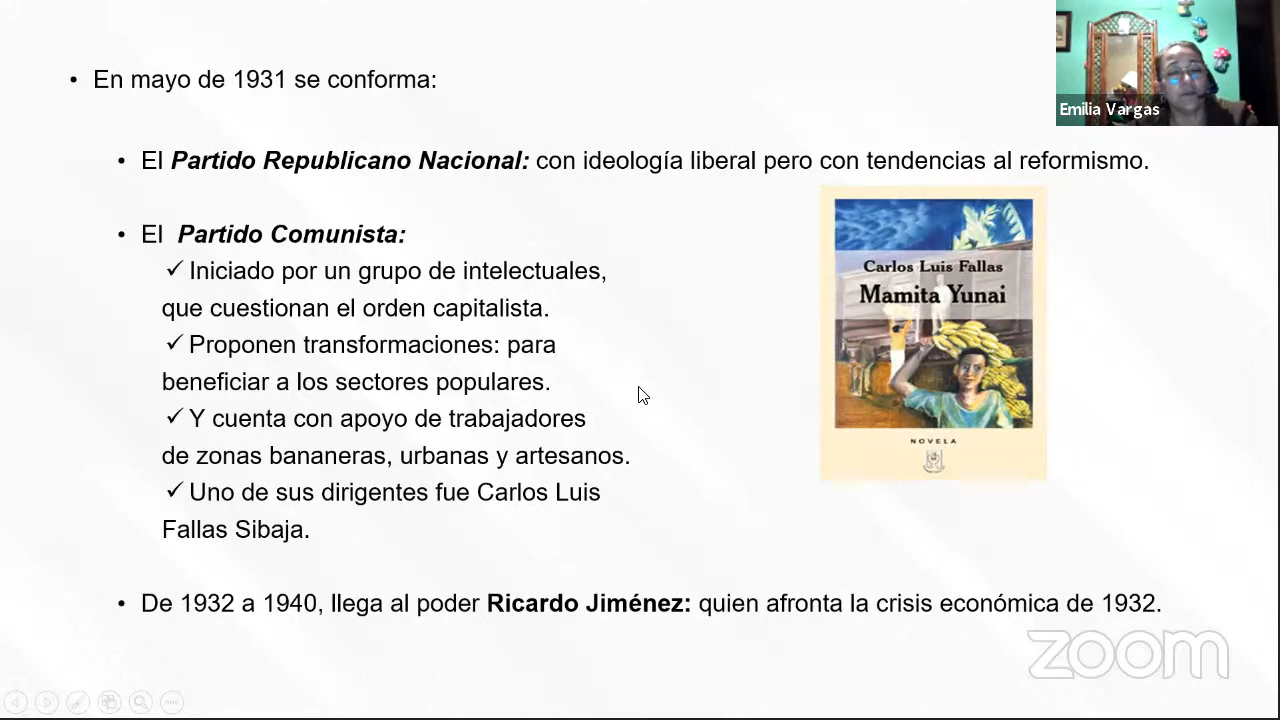 • En mayo de 1931 se conforma:
Emilia Vargas
• El Partido Republicano Nacional: con ideología liberal pero con tendencias al reformismo.
• El Partido Comunista:
✓ Iniciado por un grupo de intelectuales,
que cuestionan el orden capitalista.
✓ Proponen transformaciones: para
beneficiar a los sectores populares.
✓ Y cuenta con apoyo de trabajadores
de zonas bananeras, urbanas y artesanos.
✓ Uno de sus dirigentes fue Carlos Luis
Fallas Sibaja.
Carlos Luis Fallas
Mamita Yunai
NOVELA
• De 1932 a 1940, llega al poder Ricardo Jiménez: quien afronta la crisis económica de 1932.
zoom